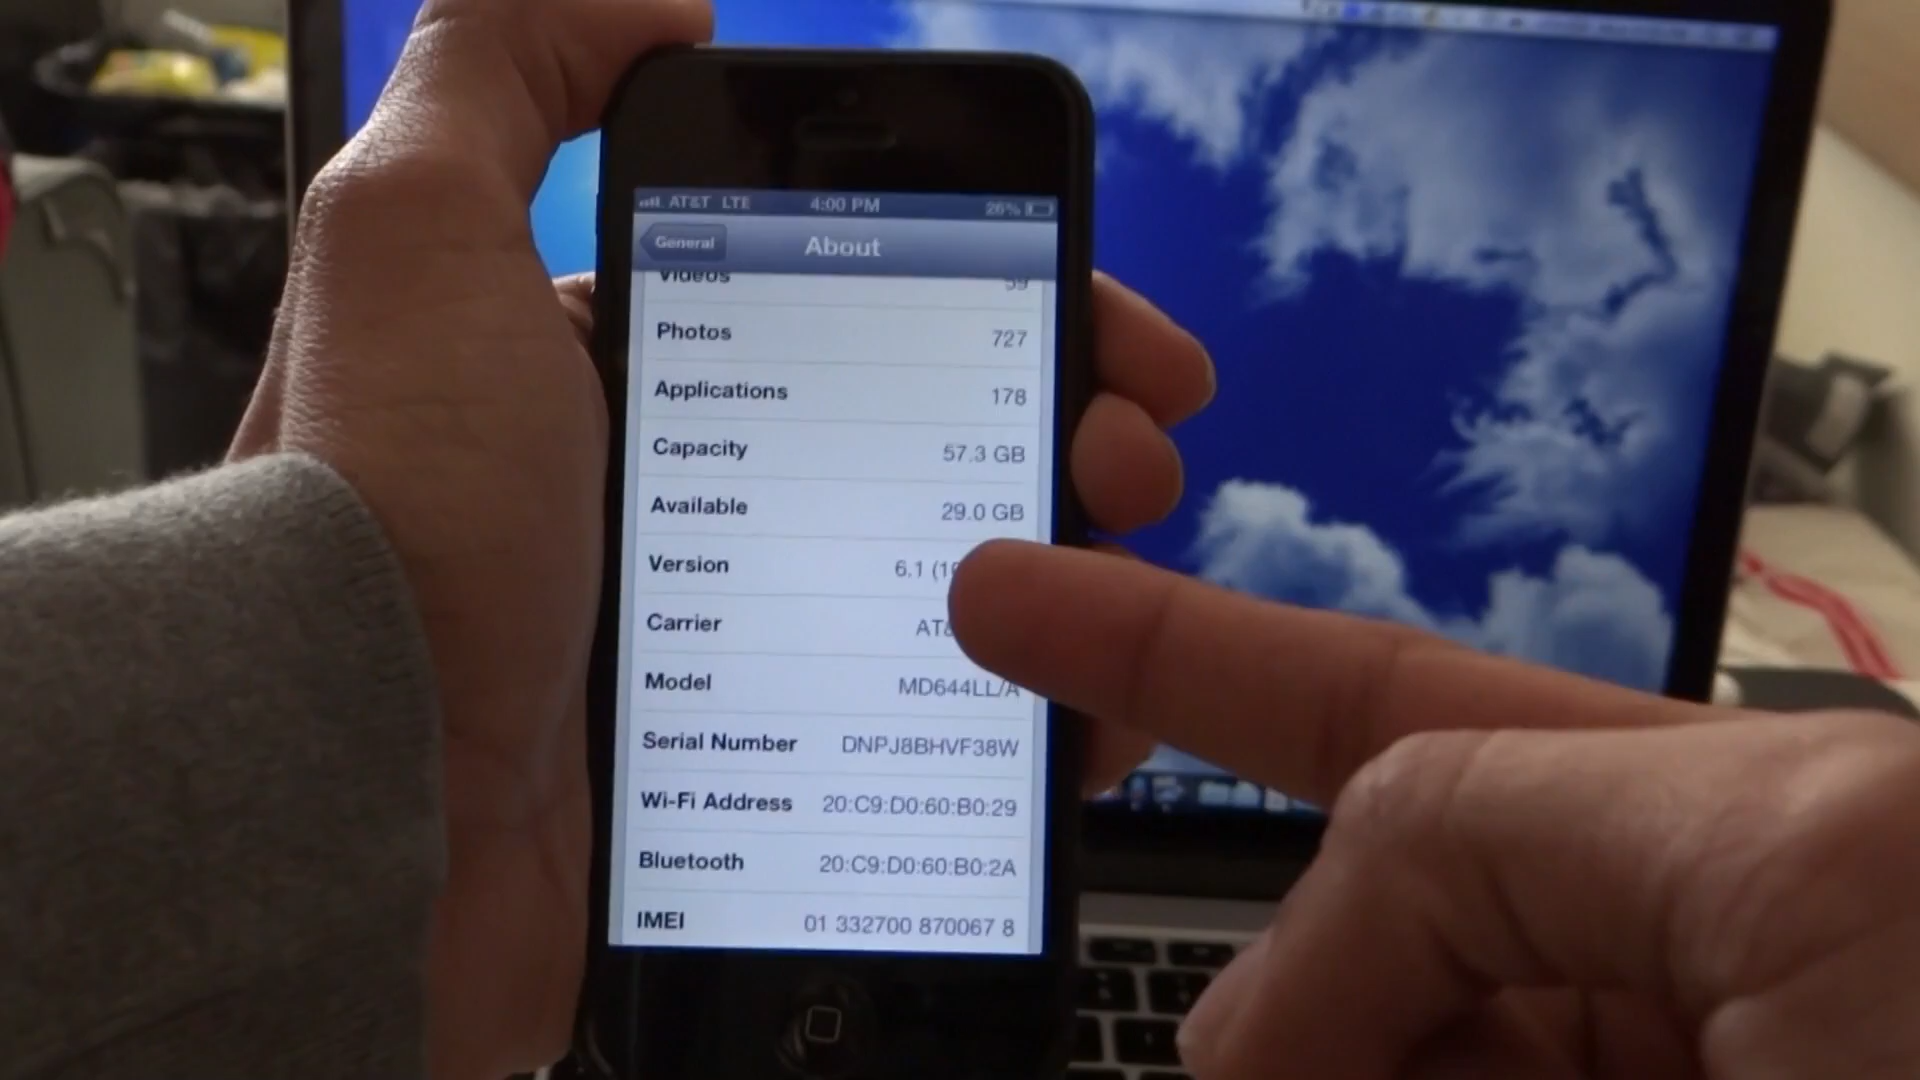 AT&T LTE 4:00 PM 26%
General About
Videos 59
Photos 727
Applications 178
Capacity 57.3 GB
Available 29.0 GB
Version 6.1
Carrier
Model MD644LL/A
Serial Number DNPJ8BHVF38W
Wi-Fi Address 20:C9:D0:60:B0:29
Bluetooth 20:C9:D0:60:B0:2A
IMEI 01 332700 870067 8